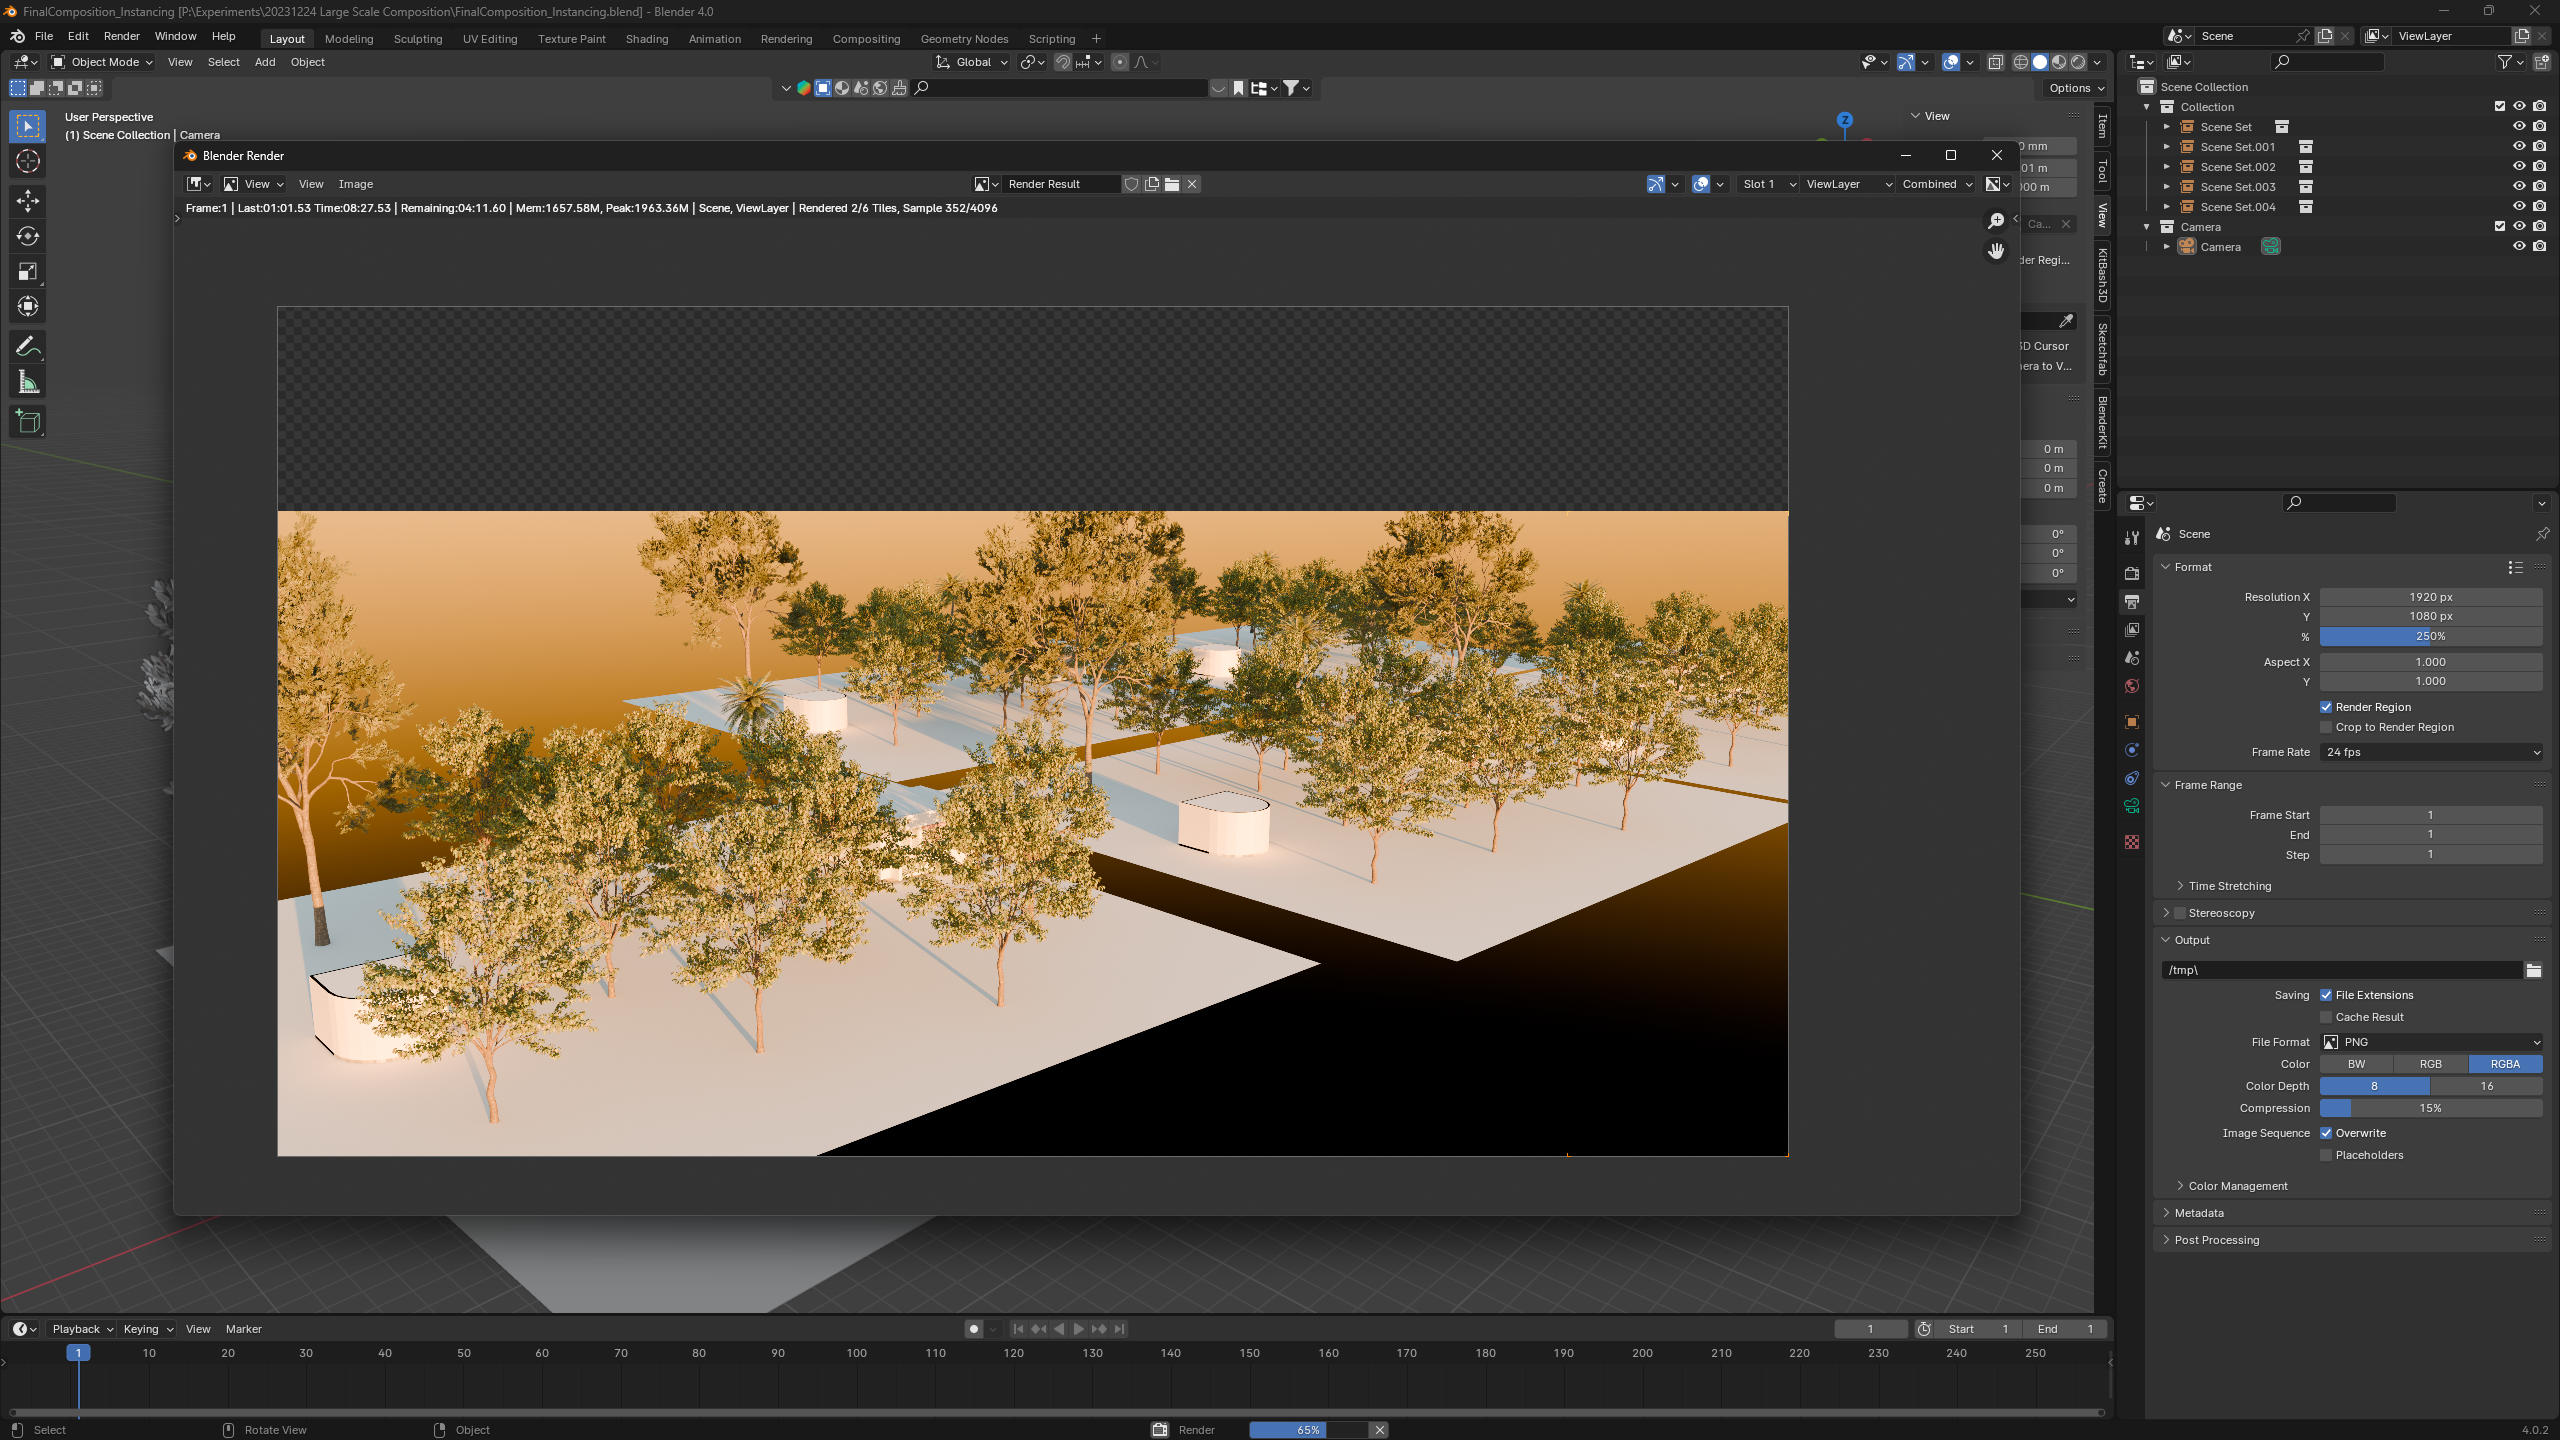 FinalComposition_Instancing [P:\Experiments\20231224 Large Scale Composition\FinalComposition_Instancing.blend] - Blender 4.0
File Edit Render Window Help Layout Modeling Sculpting UV Editing Texture Paint Shading Animation Rendering Compositing Geometry Nodes Scripting + Scene ViewLayer
Object Mode View Select Add Object Global
Options
User Perspective
(1) Scene Collection | Camera
Z
View
0 mm
01 m
000 m
Ca...
der Regi...
3D Cursor
nera to V...
0 m
0 m
0 m
0°
0°
0°
Item
Tool
View
KitBash3D
Sketchfab
BlenderKit
Create
Blender Render
View View Image Render Result Slot 1 ViewLayer Combined
Frame:1 | Last:01:01.53 Time:08:27.53 | Remaining:04:11.60 | Mem:1657.58M, Peak:1963.36M | Scene, ViewLayer | Rendered 2/6 Tiles, Sample 352/4096
Scene Collection
Collection
Scene Set
Scene Set.001
Scene Set.002
Scene Set.003
Scene Set.004
Camera
Camera
Scene
Format
Resolution X 1920 px
Y 1080 px
% 250%
Aspect X 1.000
Y 1.000
Render Region
Crop to Render Region
Frame Rate 24 fps
Frame Range
Frame Start 1
End 1
Step 1
Time Stretching
Stereoscopy
Output
/tmp\
Saving File Extensions
Cache Result
File Format PNG
Color BW RGB RGBA
Color Depth 8 16
Compression 15%
Image Sequence Overwrite
Placeholders
Color Management
Metadata
Post Processing
Playback Keying View Marker 1 Start 1 End 1
1 10 20 30 40 50 60 70 80 90 100 110 120 130 140 150 160 170 180 190 200 210 220 230 240 250
Select Rotate View Object Render 65% 4.0.2